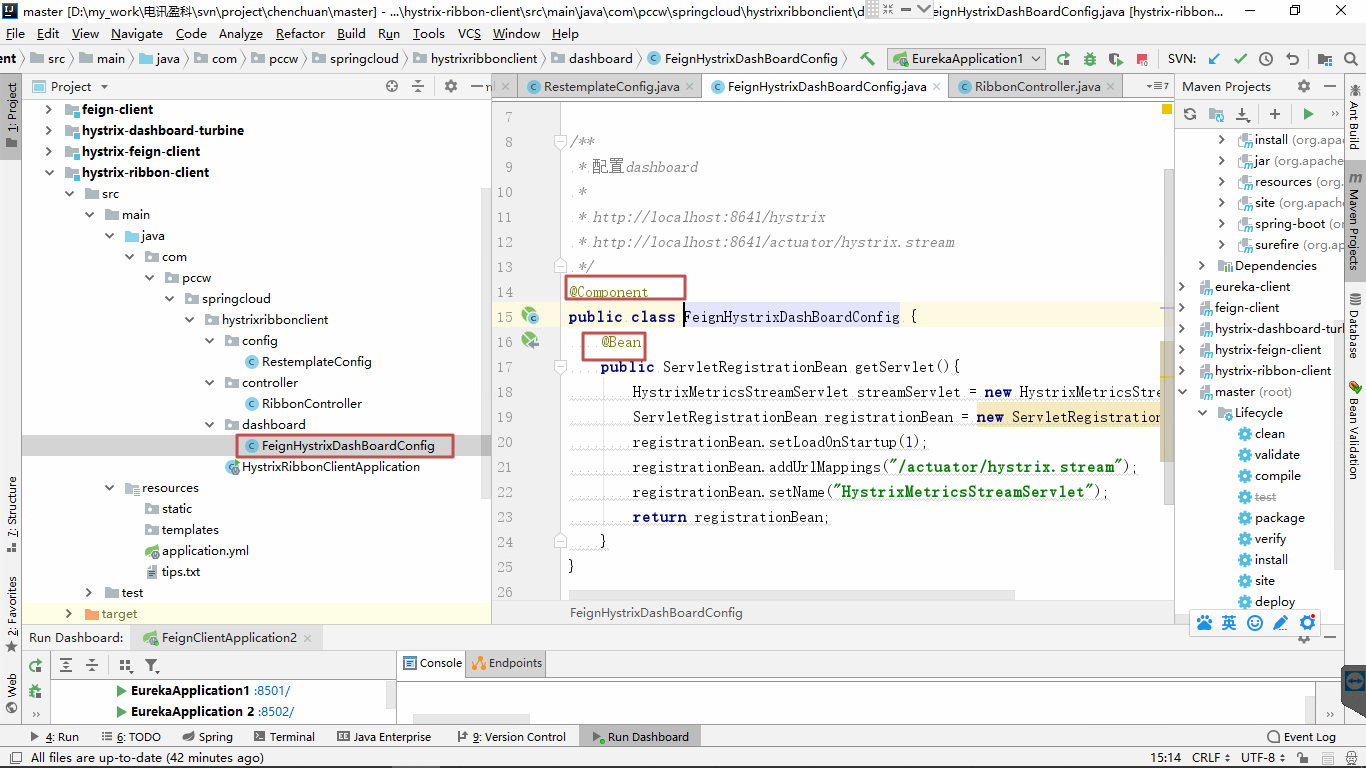 master [D:\my_work\电讯盈科\svn\project\chenchuan\master] - ...\hystrix-ribbon-client\src\main\java\com\pccw\springcloud\hystrixribbonclient\d
eignHystrixDashBoardConfig.java [hystrix-ribbon...
File Edit View Navigate Code Analyze Refactor Build Run Tools VCS Window Help
ent src main java com pccw springcloud hystrixribbonclient dashboard FeignHystrixDashBoardConfig EurekaApplication1 SVN:
Project
RestemplateConfig.java FeignHystrixDashBoardConfig.java RibbonController.java
Maven Projects
1: Project
7: Structure
2: Favorites
Web
feign-client
hystrix-dashboard-turbine
hystrix-feign-client
hystrix-ribbon-client
src
main
java
com
pccw
springcloud
hystrixribbonclient
config
RestemplateConfig
controller
RibbonController
dashboard
FeignHystrixDashBoardConfig
HystrixRibbonClientApplication
resources
static
templates
application.yml
tips.txt
test
target
7
8 /**
9 * 配置dashboard
10 *
11 * http://localhost:8641/hystrix
12 * http://localhost:8641/actuator/hystrix.stream
13 */
14 @Component
15 public class FeignHystrixDashBoardConfig {
16 @Bean
17 public ServletRegistrationBean getServlet(){
18 HystrixMetricsStreamServlet streamServlet = new HystrixMetricsStre
19 ServletRegistrationBean registrationBean = new ServletRegistration
20 registrationBean.setLoadOnStartup(1);
21 registrationBean.addUrlMappings("/actuator/hystrix.stream");
22 registrationBean.setName("HystrixMetricsStreamServlet");
23 return registrationBean;
24 }
25 }
26
FeignHystrixDashBoardConfig
install (org.apac
jar (org.apache
resources (org.
site (org.apach
spring-boot (or
surefire (org.ap
Dependencies
eureka-client
feign-client
hystrix-dashboard-turl
hystrix-feign-client
hystrix-ribbon-client
master (root)
Lifecycle
clean
validate
compile
test
package
verify
install
site
deploy
Ant Build
m Maven Projects
Database
Bean Validation
英
Run Dashboard: FeignClientApplication2
Console Endpoints
EurekaApplication1 :8501/
EurekaApplication 2 :8502/
4: Run 6: TODO Spring Terminal Java Enterprise 9: Version Control Run Dashboard Event Log
All files are up-to-date (42 minutes ago) 15:14 CRLF UTF-8